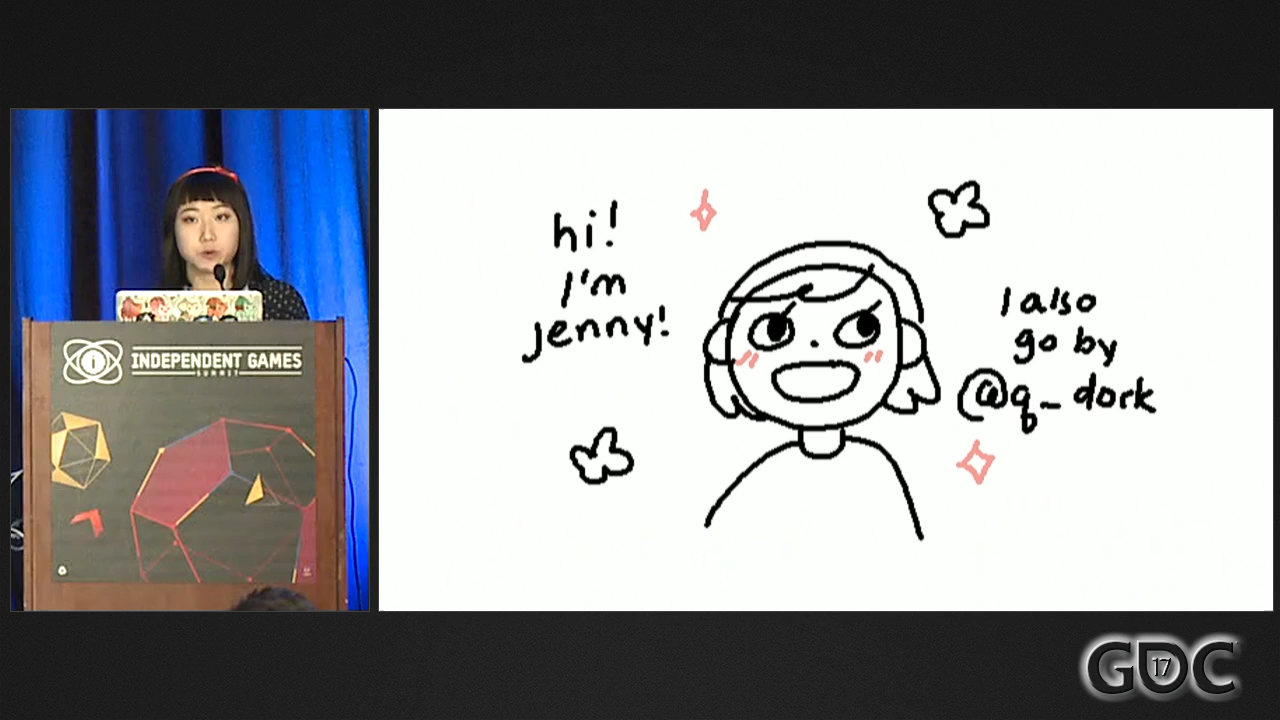 INDEPENDENT GAMES
SUMMIT
hi!
I'm
jenny!
I also
go by
@q_dork
GDC
17